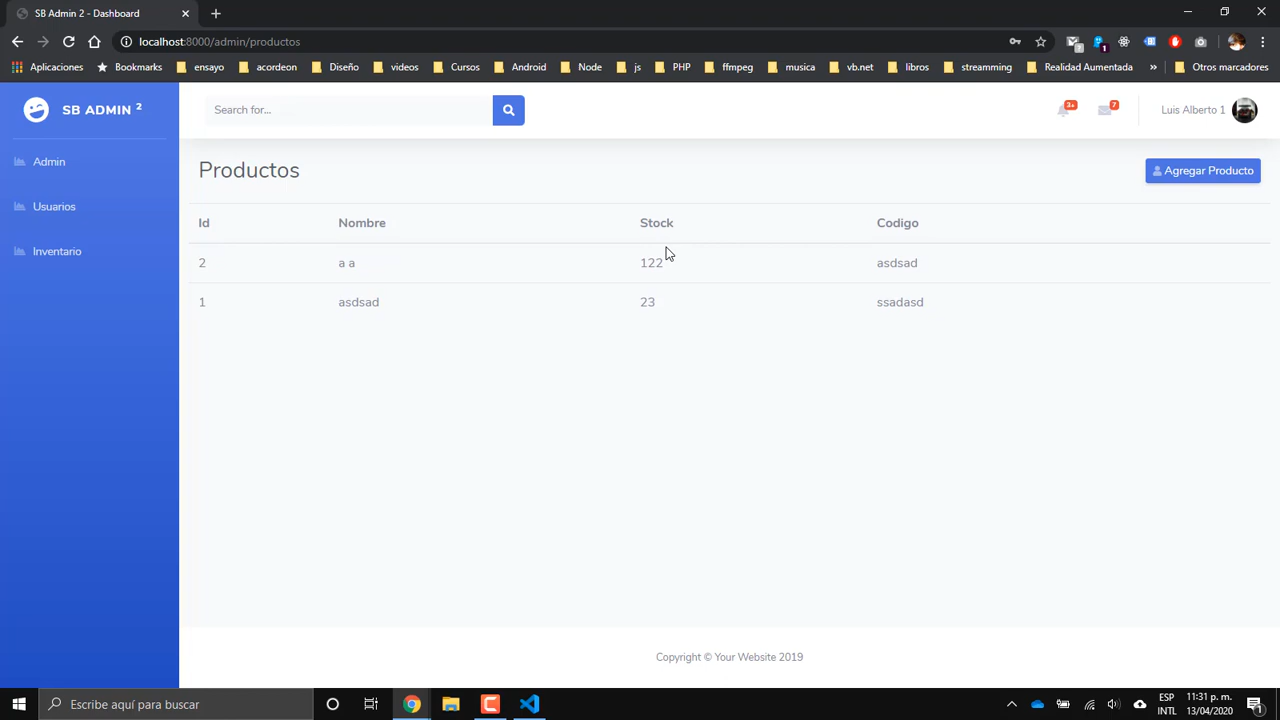 SB Admin 2 - Dashboard
localhost:8000/admin/productos
Aplicaciones Bookmarks ensayo acordeon Diseño videos Cursos Android Node js PHP ffmpeg musica vb.net libros streamming Realidad Aumentada » Otros marcadores
SB ADMIN 2
Search for...
3+
7
Luis Alberto 1
Admin
Usuarios
Inventario
Productos
Agregar Producto
Id Nombre Stock Codigo
2 a a 122 asdsad
1 asdsad 23 ssadasd
Copyright © Your Website 2019
Escribe aquí para buscar
ESP
INTL
11:31 p. m.
13/04/2020
1